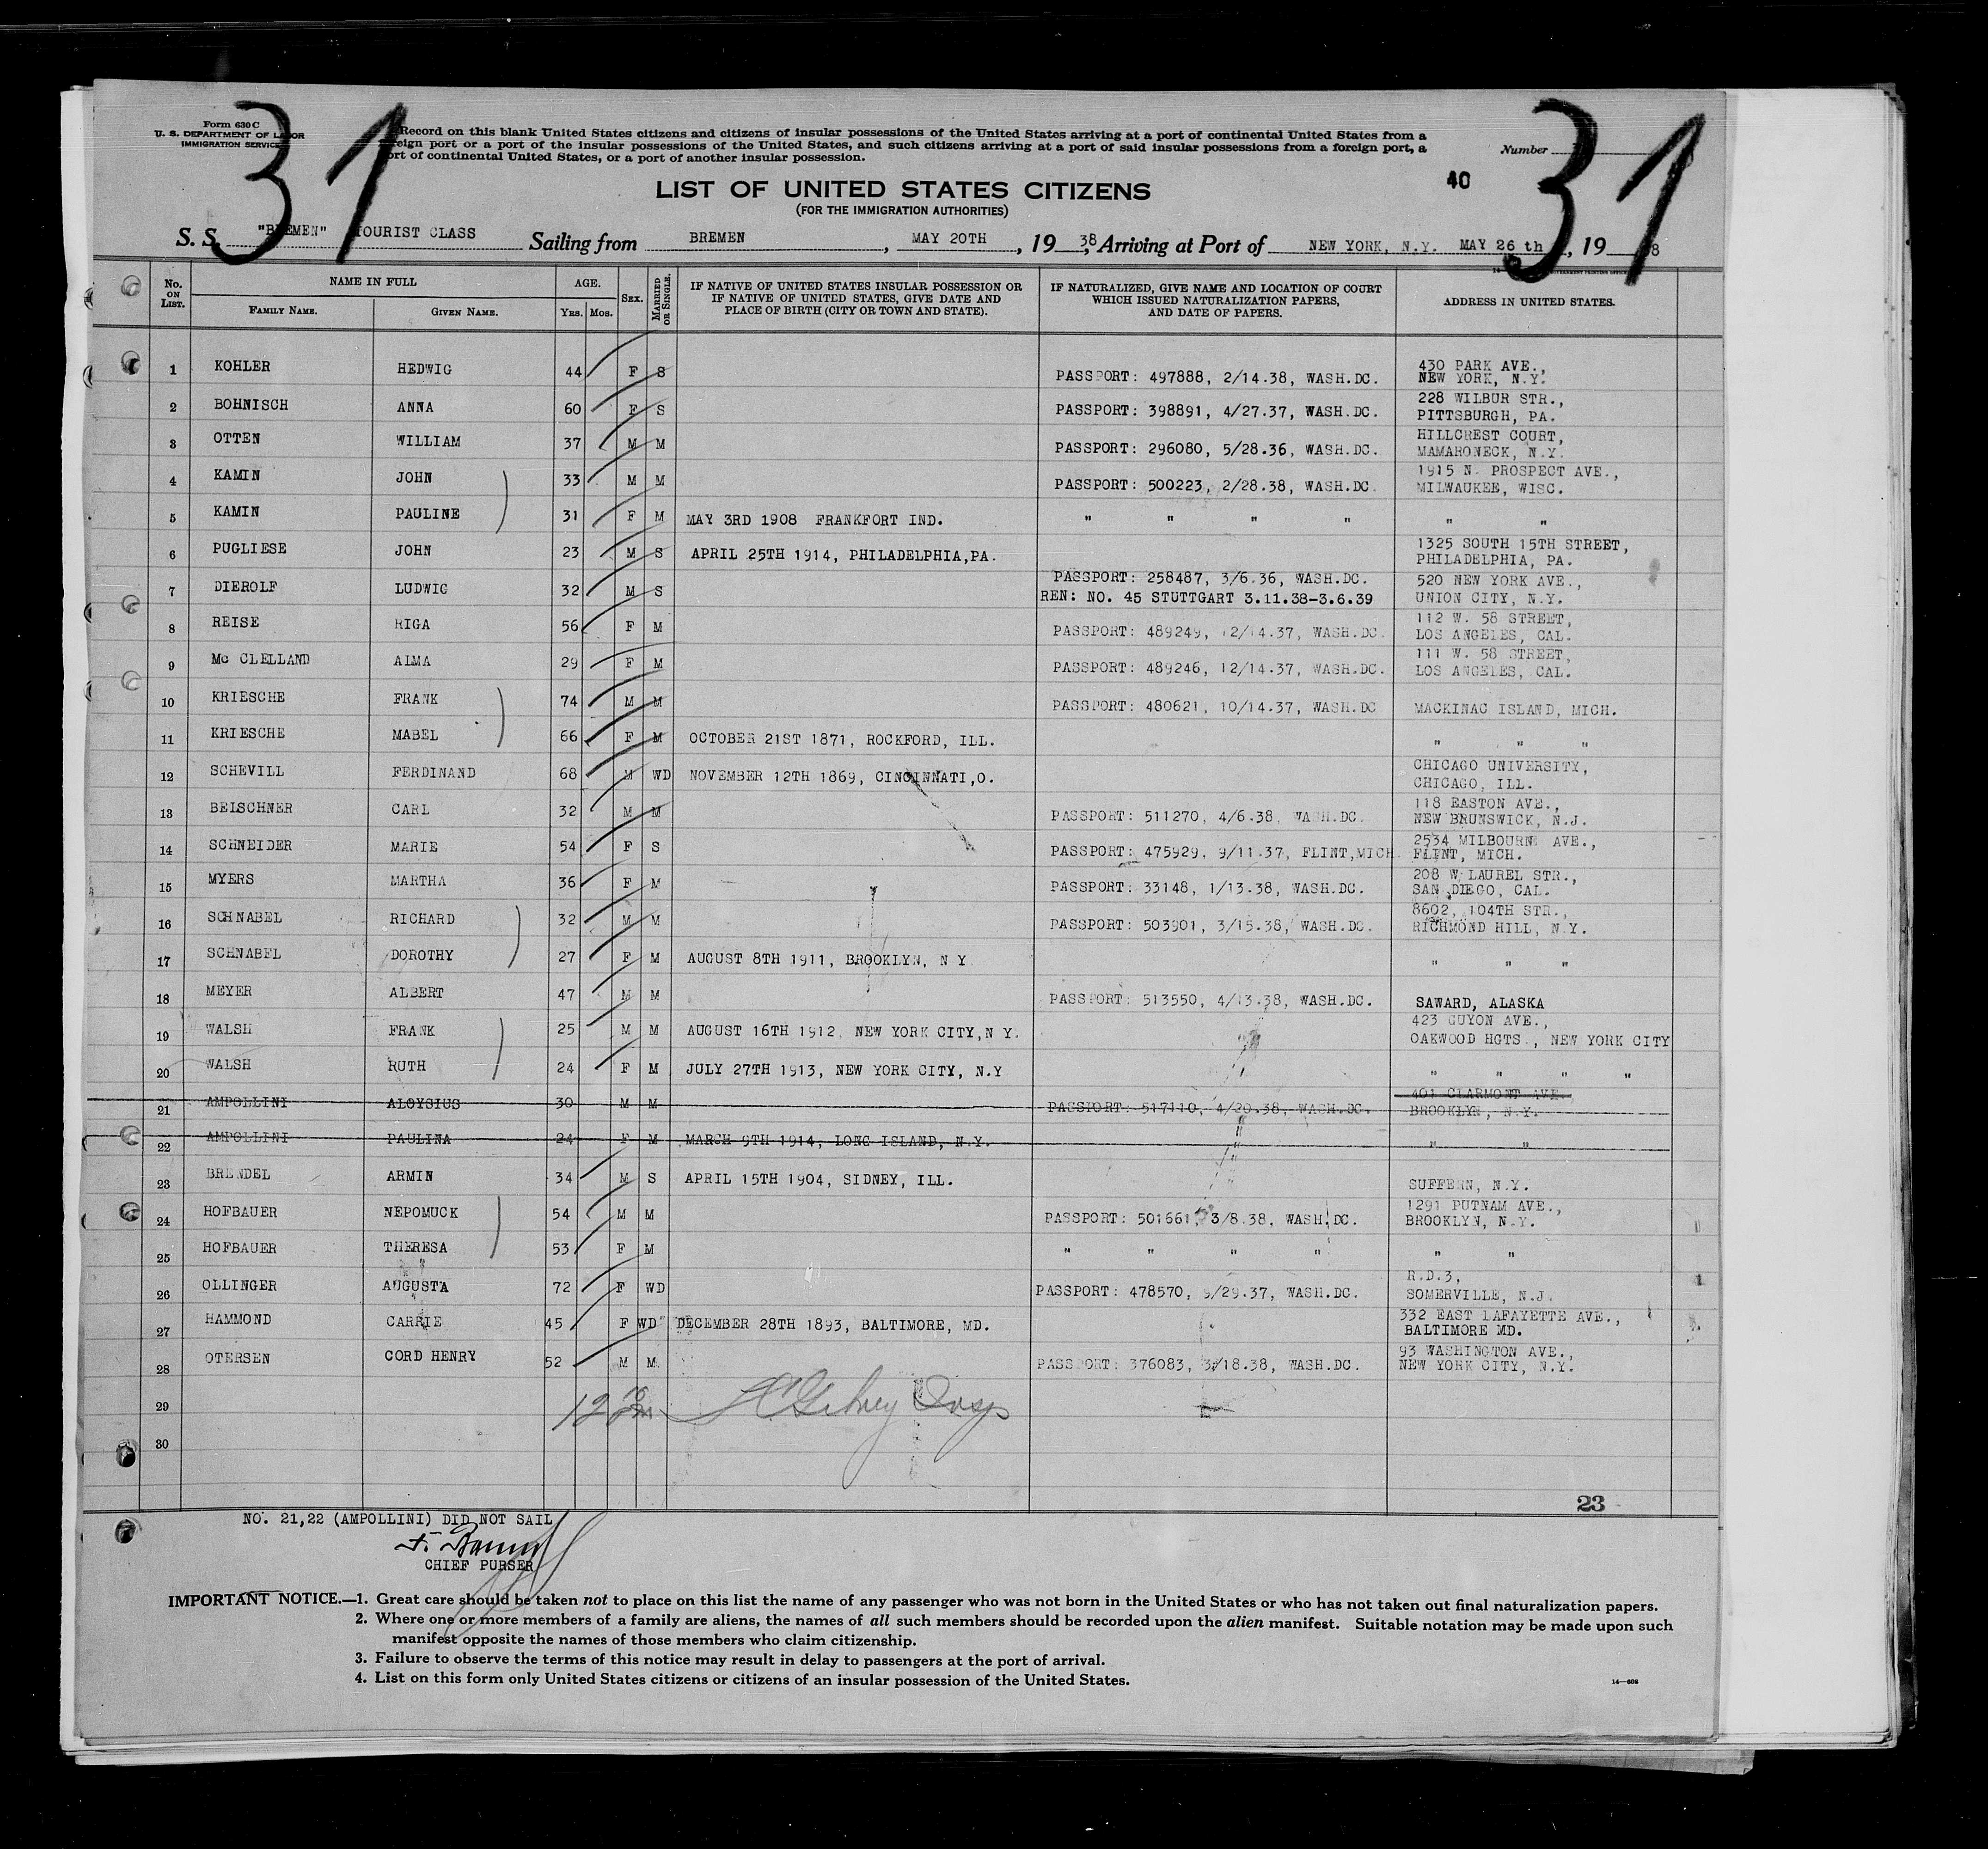 31
31
Form 630 C
U. S. DEPARTMENT OF LABOR
IMMIGRATION SERVICE
Record on this blank United States citizens and citizens of insular possessions of the United States arriving at a port of continental United States from a
foreign port or a port of the insular possessions of the United States, and such citizens arriving at a port of said insular possessions from a foreign port, a
port of continental United States, or a port of another insular possession.
Number
40
LIST OF UNITED STATES CITIZENS
(FOR THE IMMIGRATION AUTHORITIES)
S. S. "BREMEN" TOURIST CLASS Sailing from BREMEN, MAY 20TH, 1938, Arriving at Port of NEW YORK, N.Y. MAY 26 th, 19 8
No. ON LIST. NAME IN FULL FAMILY NAME. GIVEN NAME. AGE. YRS. MOS. SEX. MARRIED OR SINGLE. IF NATIVE OF UNITED STATES INSULAR POSSESSION OR IF NATIVE OF UNITED STATES, GIVE DATE AND PLACE OF BIRTH (CITY OR TOWN AND STATE). IF NATURALIZED, GIVE NAME AND LOCATION OF COURT WHICH ISSUED NATURALIZATION PAPERS, AND DATE OF PAPERS. ADDRESS IN UNITED STATES.
1 KOHLER HEDWIG 44 F S PASSPORT: 497888, 2/14.38, WASH.DC. 430 PARK AVE., NEW YORK, N.Y.
2 BOHNISCH ANNA 60 F S PASSPORT: 398891, 4/27.37, WASH.DC. 228 WILBUR STR., PITTSBURGH, PA.
3 OTTEN WILLIAM 37 M M PASSPORT: 296080, 5/28.36, WASH.DC. HILLCREST COURT, MAMARONECK, N.Y.
4 KAMIN JOHN 33 M M PASSPORT: 500223, 2/28.38, WASH.DC. 1915 N. PROSPECT AVE., MILWAUKEE, WISC.
5 KAMIN PAULINE 31 F M MAY 3RD 1908 FRANKFORT IND. " " " " " "
6 PUGLIESE JOHN 23 M S APRIL 25TH 1914, PHILADELPHIA,PA. 1325 SOUTH 15TH STREET, PHILADELPHIA, PA.
7 DIEROLF LUDWIG 32 M S PASSPORT: 258487, 3/6.36, WASH.DC. REN: NO. 45 STUTTGART 3.11.38-3.6.39 520 NEW YORK AVE., UNION CITY, N.Y.
8 REISE RIGA 56 F M PASSPORT: 489249, 12/14.37, WASH.DC. 112 W. 58 STREET, LOS ANGELES, CAL.
9 Mc CLELLAND ALMA 29 F M PASSPORT: 489246, 12/14.37, WASH.DC. 111 W. 58 STREET, LOS ANGELES, CAL.
10 KRIESCHE FRANK 74 M M PASSPORT: 480621, 10/14.37, WASH.DC MACKINAC ISLAND, MICH.
11 KRIESCHE MABEL 66 F M OCTOBER 21ST 1871, ROCKFORD, ILL. " " "
12 SCHEVILL FERDINAND 68 M WD NOVEMBER 12TH 1869, CINCINNATI,O. CHICAGO UNIVERSITY, CHICAGO, ILL.
13 BEISCHNER CARL 32 M M PASSPORT: 511270, 4/6.38, WASH.DC. 118 EASTON AVE., NEW BRUNSWICK, N.J.
14 SCHNEIDER MARIE 54 F S PASSPORT: 475929, 9/11.37, FLINT,MICH. 2534 MILBOURNE AVE., FLINT, MICH.
15 MYERS MARTHA 36 F M PASSPORT: 33148, 1/13.38, WASH.DC. 208 W. LAUREL STR., SAN DIEGO, CAL.
16 SCHNABEL RICHARD 32 M M PASSPORT: 503901, 3/15.38, WASH.DC. 8602, 104TH STR., RICHMOND HILL, N.Y.
17 SCHNABEL DOROTHY 27 F M AUGUST 8TH 1911, BROOKLYN, N Y " " "
18 MEYER ALBERT 47 M M PASSPORT: 513550, 4/13.38, WASH.DC. SAWARD, ALASKA
19 WALSH FRANK 25 M M AUGUST 16TH 1912, NEW YORK CITY,N Y. 423 GUYON AVE., OAKWOOD HGTS., NEW YORK CITY
20 WALSH RUTH 24 F M JULY 27TH 1913, NEW YORK CITY, N.Y " " " "
21 AMPOLLINI ALOYSIUS 30 M M PASSPORT: 517110, 4/20.38, WASH.DC. 401 CLARMONT AVE. BROOKLYN, N.Y.
22 AMPOLLINI PAULINA 24 F M MARCH 9TH 1914, LONG ISLAND, N.Y. " "
23 BRENDEL ARMIN 34 M S APRIL 15TH 1904, SIDNEY, ILL. SUFFERN, N.Y.
24 HOFBAUER NEPOMUCK 54 M M PASSPORT: 501661, 3/8.38, WASH.DC. 1291 PUTNAM AVE., BROOKLYN, N.Y.
25 HOFBAUER THERESA 53 F M " " " " " "
26 OLLINGER AUGUSTA 72 F WD PASSPORT: 478570, 9/29.37, WASH.DC. R.D.3, SOMERVILLE, N.J.
27 HAMMOND CARRIE 45 F WD DECEMBER 28TH 1893, BALTIMORE, MD. 332 EAST LAFAYETTE AVE., BALTIMORE MD.
28 OTERSEN CORD HENRY 52 M M PASSPORT: 376083, 3/18.38, WASH.DC. 93 WASHINGTON AVE., NEW YORK CITY, N.Y.
29
30
23
NO. 21,22 (AMPOLLINI) DID NOT SAIL
CHIEF PURSER
IMPORTANT NOTICE.—1. Great care should be taken not to place on this list the name of any passenger who was not born in the United States or who has not taken out final naturalization papers.
2. Where one or more members of a family are aliens, the names of all such members should be recorded upon the alien manifest. Suitable notation may be made upon such
manifest opposite the names of those members who claim citizenship.
3. Failure to observe the terms of this notice may result in delay to passengers at the port of arrival.
4. List on this form only United States citizens or citizens of an insular possession of the United States.
14—608